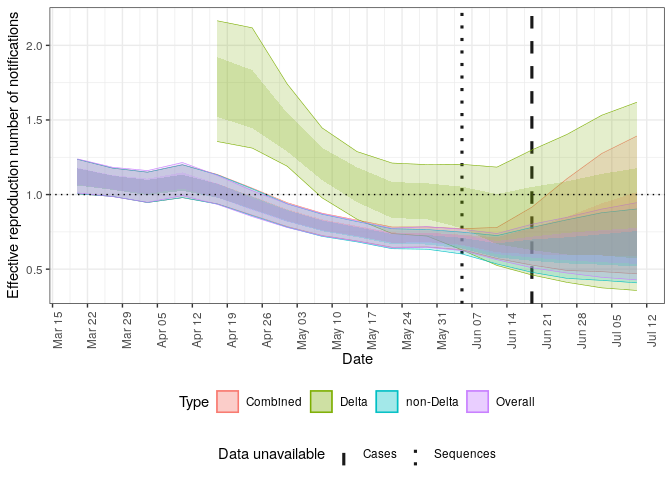 Effective reproduction number of notifications
2.0
1.5
1.0
0.5
Mar 15
Mar 22
Mar 29
Apr 05
Apr 12
Apr 19
Apr 26
May 03
May 10
May 17
May 24
May 31
Jun 07
Jun 14
Jun 21
Jun 28
Jul 05
Jul 12
Date
Type Combined Delta non-Delta Overall
Data unavailable Cases Sequences